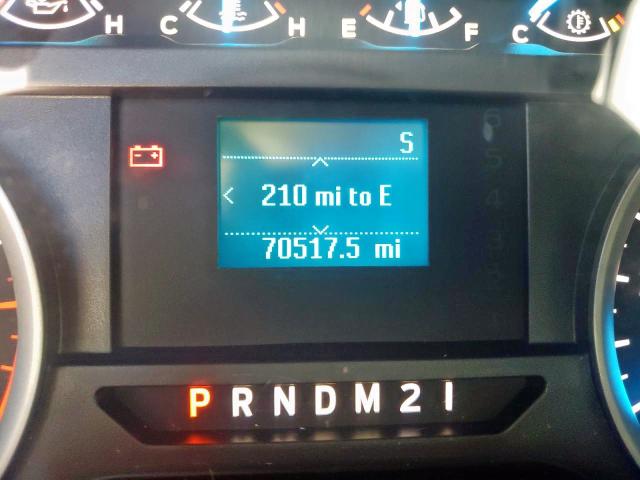 H C H E F C
S
210 mi to E
70517.5 mi
P R N D M 2 1